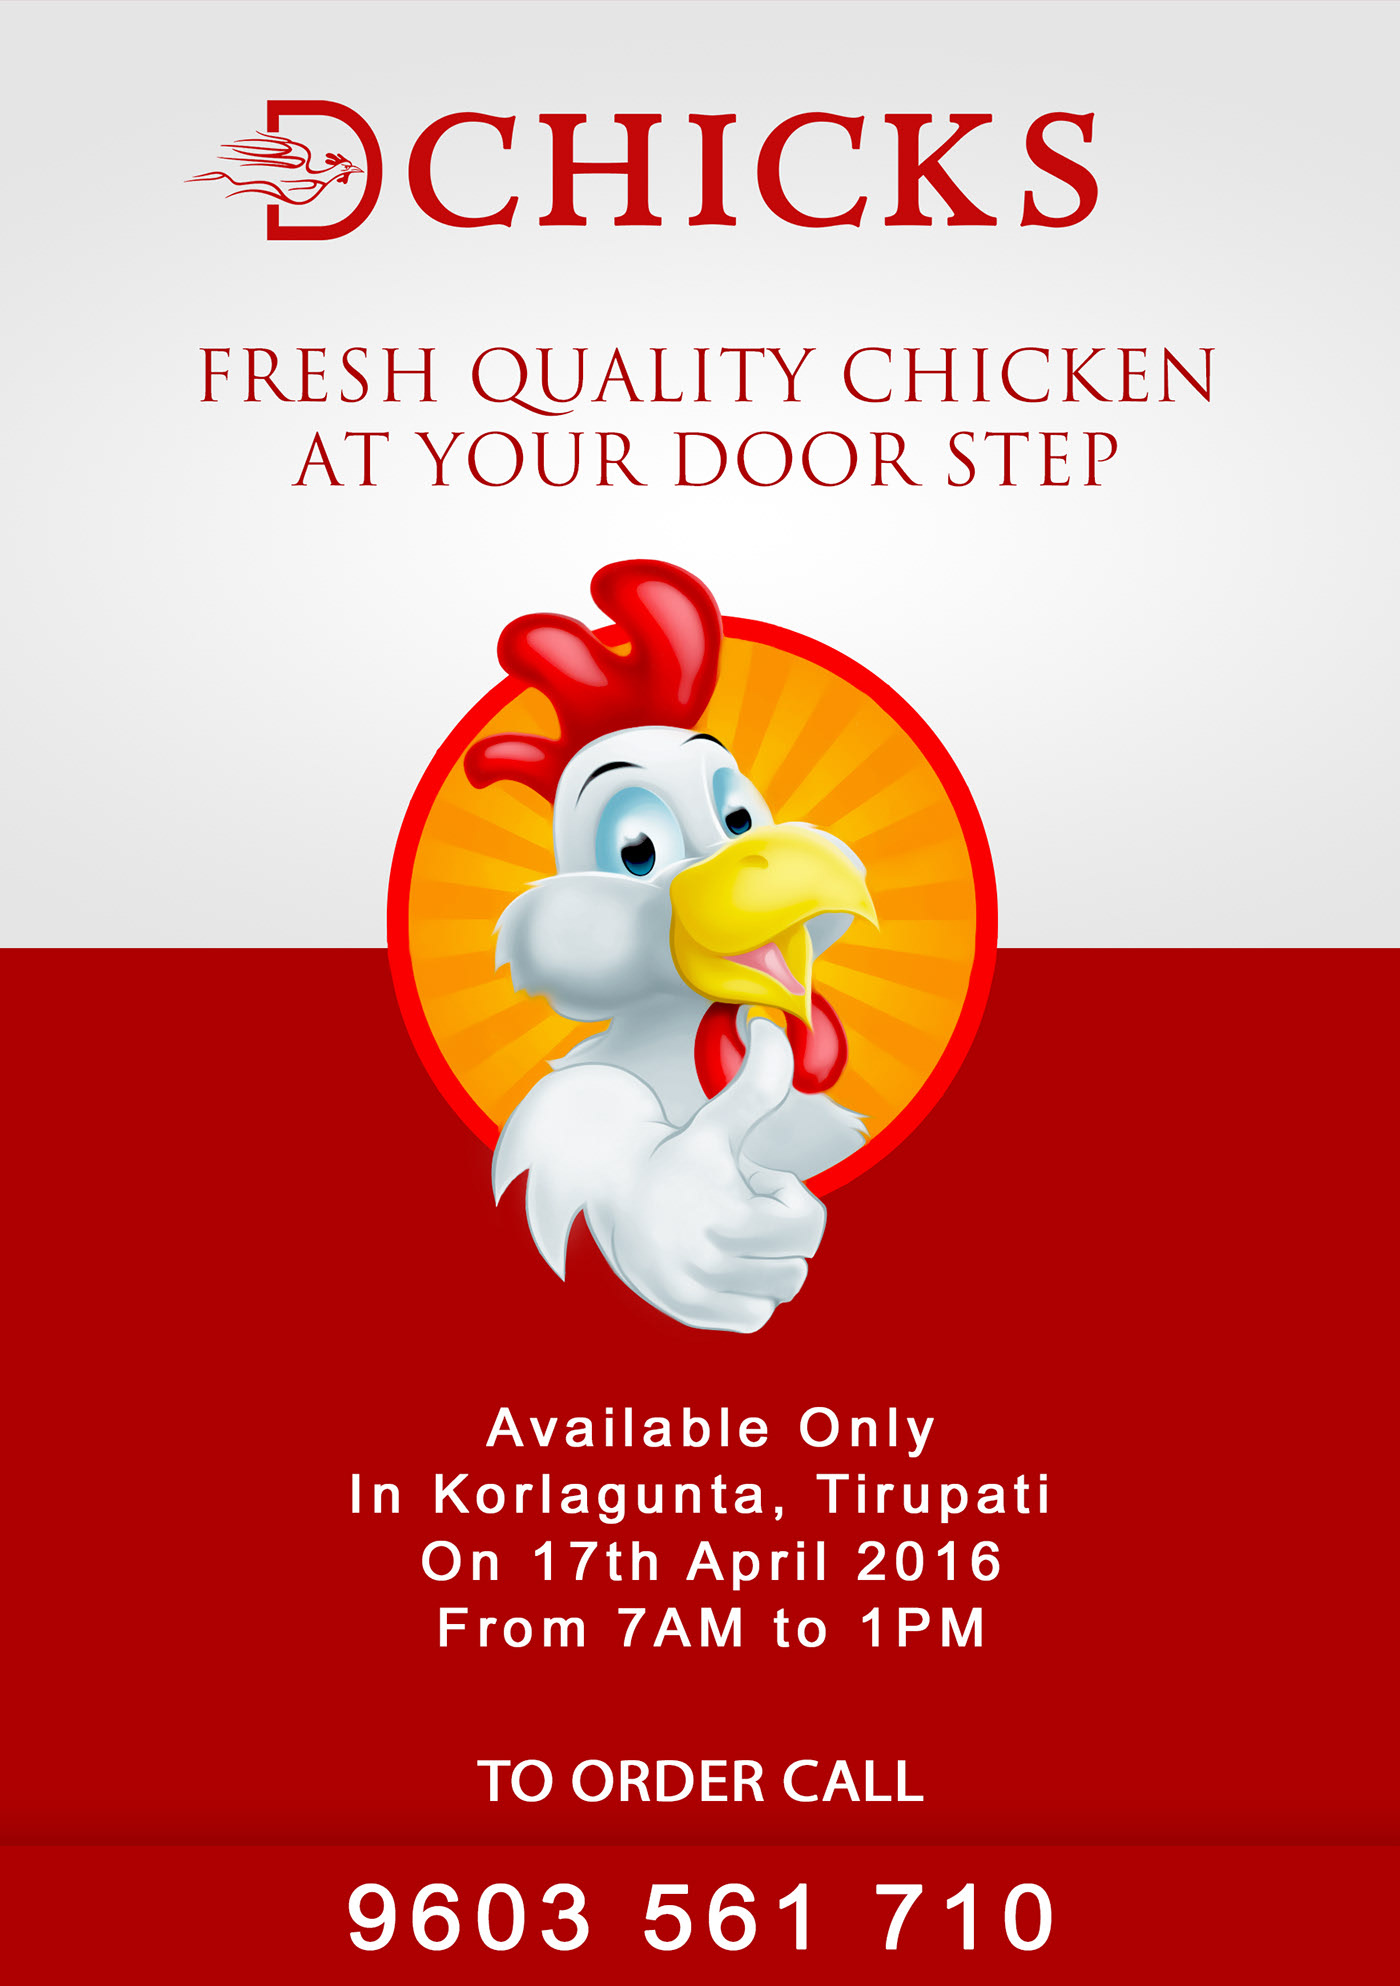 DCHICKS
FRESH QUALITY CHICKEN
AT YOUR DOOR STEP
Available Only
In Korlagunta, Tirupati
On 17th April 2016
From 7AM to 1PM
TO ORDER CALL
9603 561 710